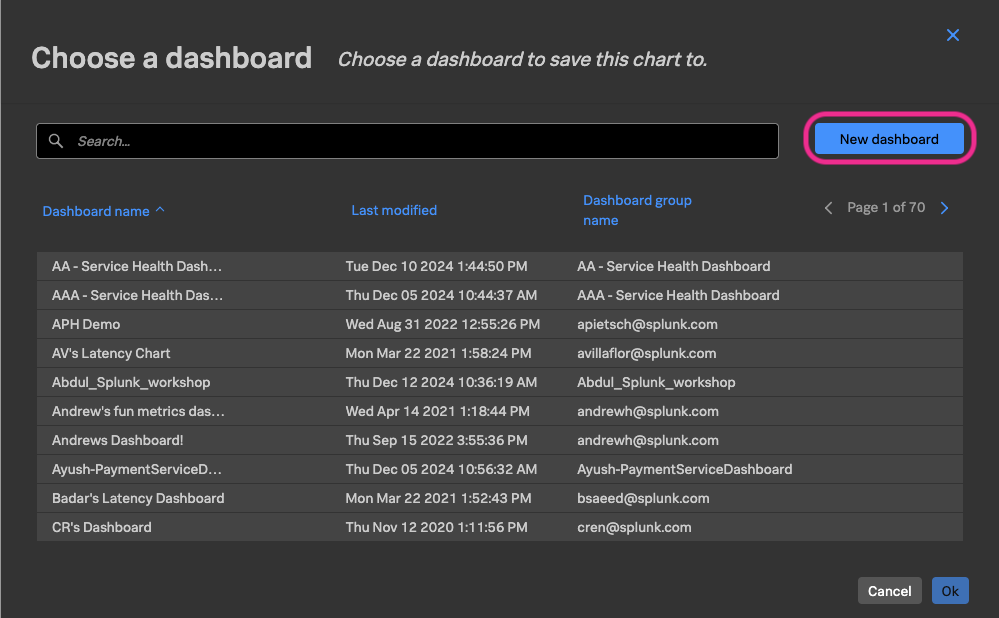 Choose a dashboard Choose a dashboard to save this chart to.
Search...
New dashboard
Dashboard name
Last modified
Dashboard group
name
Page 1 of 70
AA - Service Health Dash... Tue Dec 10 2024 1:44:50 PM AA - Service Health Dashboard
AAA - Service Health Das... Thu Dec 05 2024 10:44:37 AM AAA - Service Health Dashboard
APH Demo Wed Aug 31 2022 12:55:26 PM apietsch@splunk.com
AV's Latency Chart Mon Mar 22 2021 1:58:24 PM avillaflor@splunk.com
Abdul_Splunk_workshop Thu Dec 12 2024 10:36:19 AM Abdul_Splunk_workshop
Andrew's fun metrics das... Wed Apr 14 2021 1:18:44 PM andrewh@splunk.com
Andrews Dashboard! Thu Sep 15 2022 3:55:36 PM andrewh@splunk.com
Ayush-PaymentServiceD... Thu Dec 05 2024 10:56:32 AM Ayush-PaymentServiceDashboard
Badar's Latency Dashboard Mon Mar 22 2021 1:52:43 PM bsaeed@splunk.com
CR's Dashboard Thu Nov 12 2020 1:11:56 PM cren@splunk.com
Cancel Ok